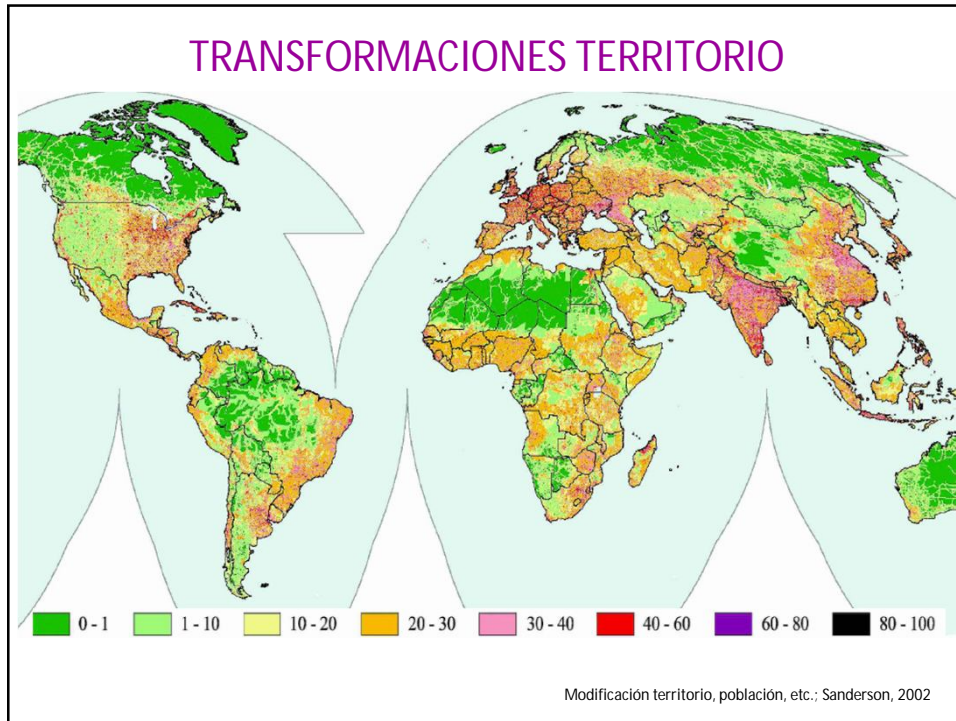 TRANSFORMACIONES TERRITORIO
0 - 1 1 - 10 10 - 20 20 - 30 30 - 40 40 - 60 60 - 80 80 - 100
Modificación territorio, población, etc.; Sanderson, 2002